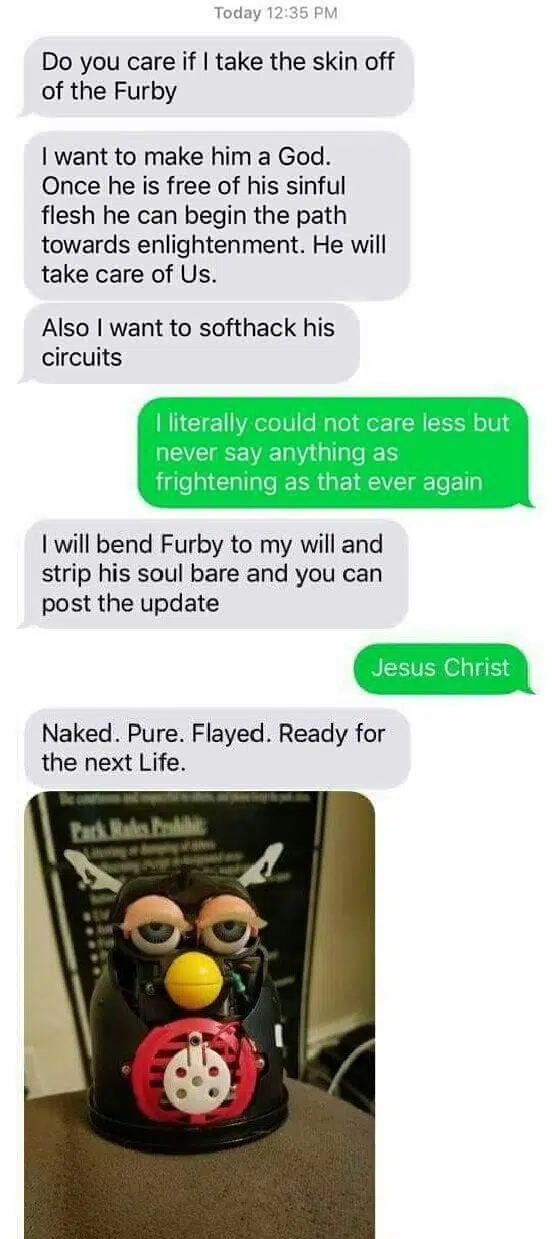 Today 12:35 PM
Do you care if I take the skin off
of the Furby
I want to make him a God.
Once he is free of his sinful
flesh he can begin the path
towards enlightenment. He will
take care of Us.
Also I want to softhack his
circuits
I literally could not care less but
never say anything as
frightening as that ever again
I will bend Furby to my will and
strip his soul bare and you can
post the update
Jesus Christ
Naked. Pure. Flayed. Ready for
the next Life.
Park Rules Prohibit: